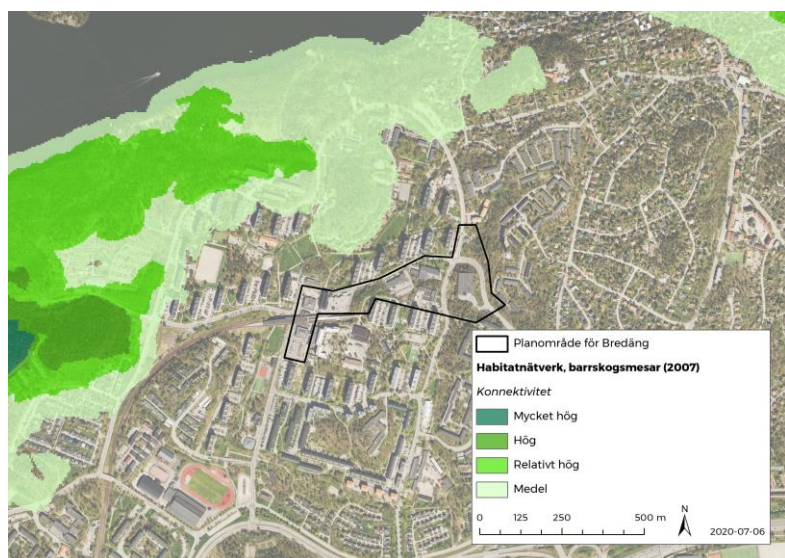 Planområde för Bredäng
Habitatnätverk, barrskogsmesar (2007)
Konnektivitet
Mycket hög
Hög
Relativt hög
Medel
0 125 250 500 m
N
2020-07-06